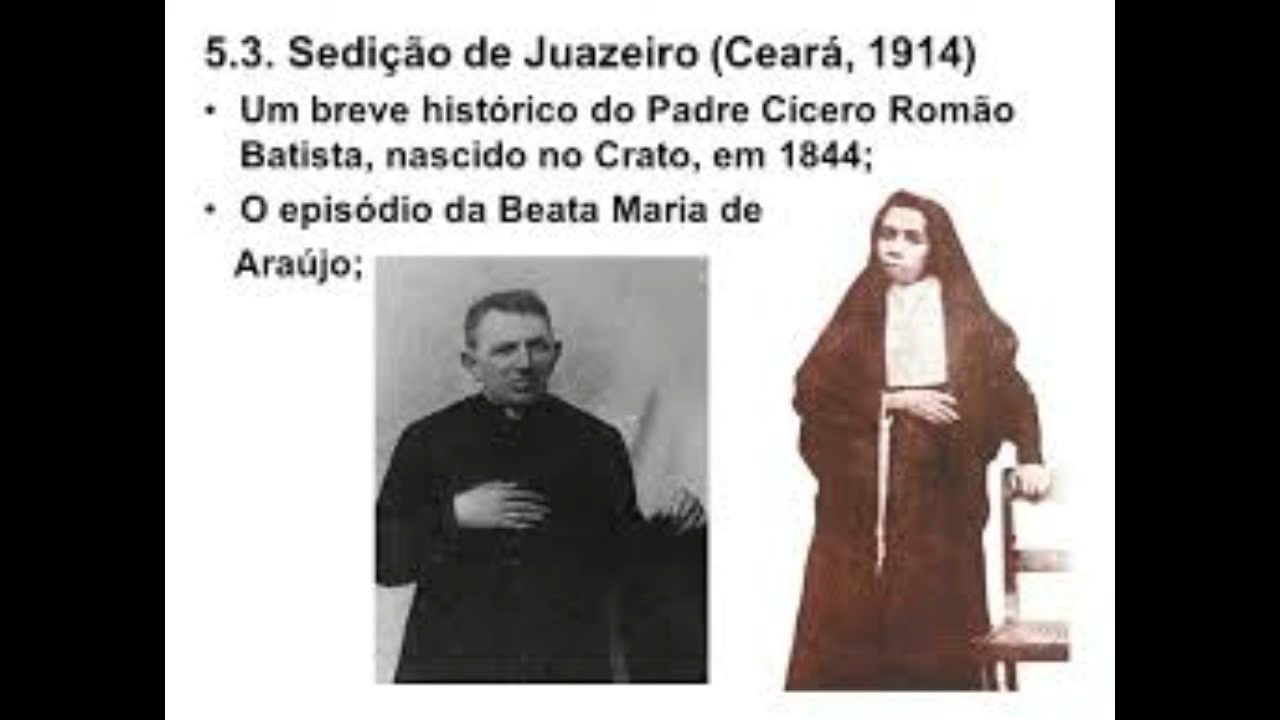 5.3. Sedição de Juazeiro (Ceará, 1914)
• Um breve histórico do Padre Cícero Romão
Batista, nascido no Crato, em 1844;
• O episódio da Beata Maria de
Araújo;